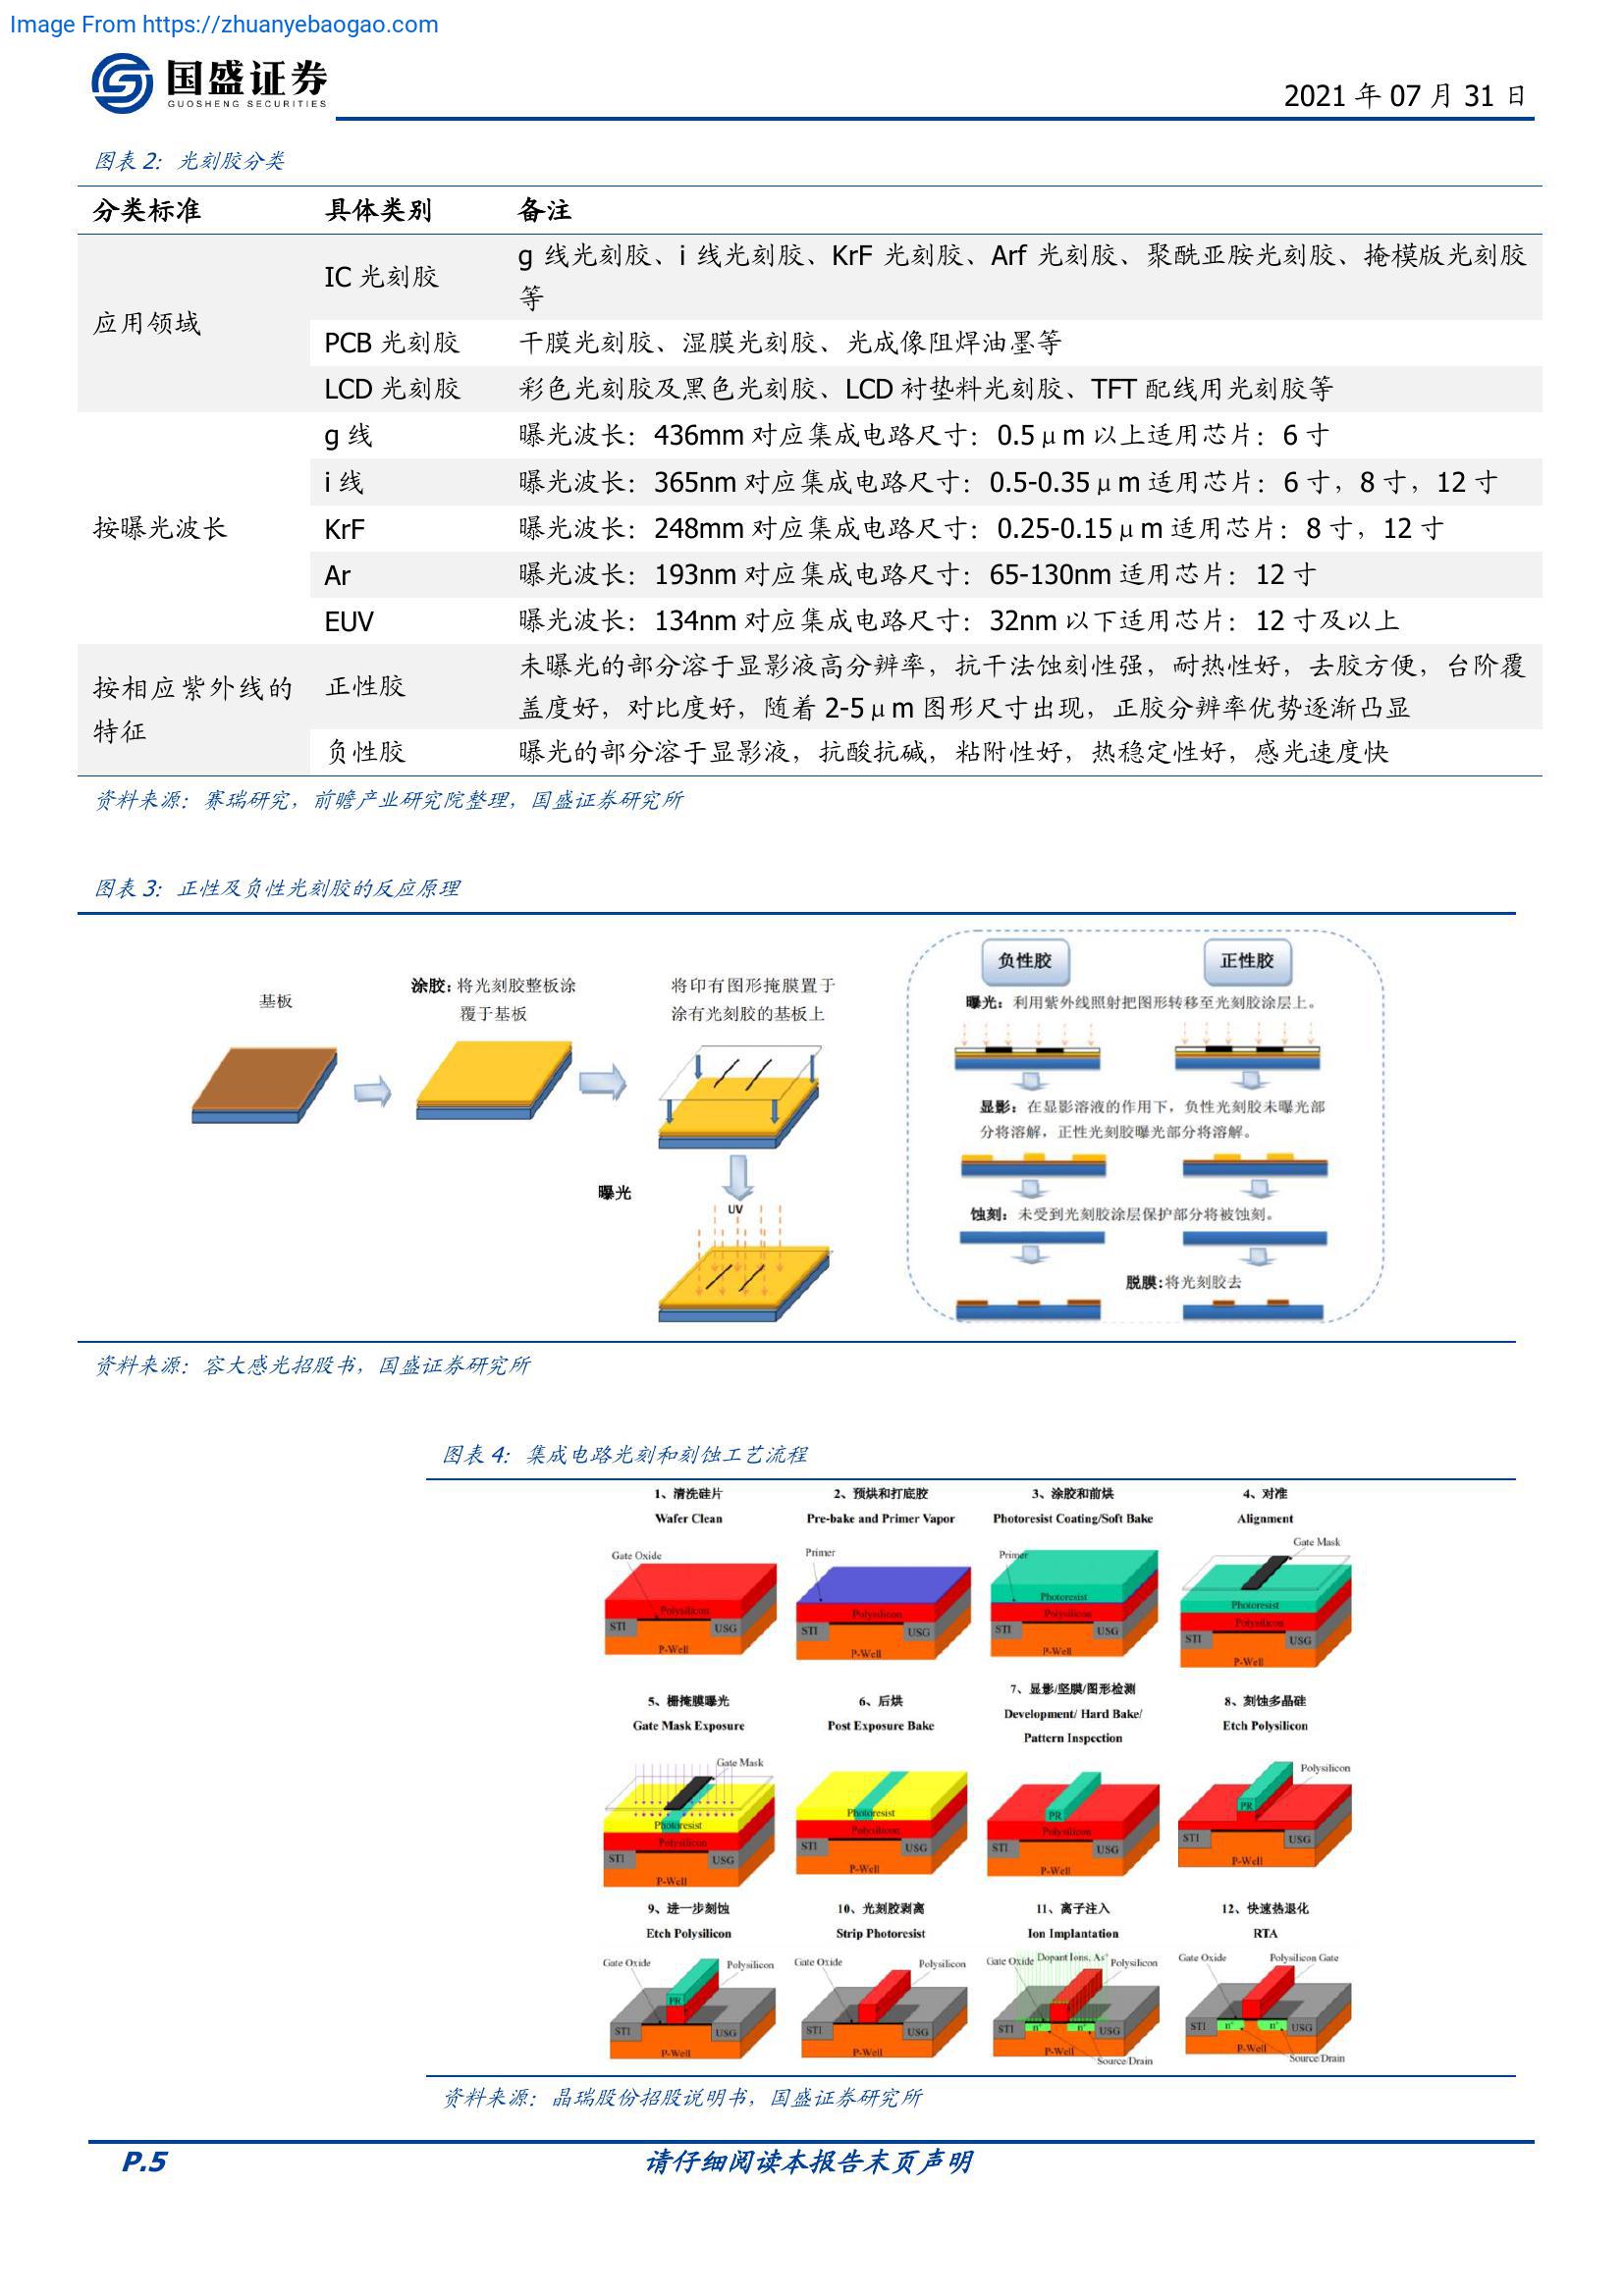 Image From https://zhuanyebaogao.com
国盛证券
GUOSHENG SECURITIES
2021 年 07 月 31 日
图表 2：光刻胶分类
分类标准 具体类别 备注
应用领域
IC 光刻胶
g 线光刻胶、i 线光刻胶、KrF 光刻胶、Arf 光刻胶、聚酰亚胺光刻胶、掩模版光刻胶
等
PCB 光刻胶 干膜光刻胶、湿膜光刻胶、光成像阻焊油墨等
LCD 光刻胶 彩色光刻胶及黑色光刻胶、LCD 衬垫料光刻胶、TFT 配线用光刻胶等
按曝光波长
g 线 曝光波长：436mm 对应集成电路尺寸：0.5μm 以上适用芯片：6 寸
i 线 曝光波长：365nm 对应集成电路尺寸：0.5-0.35μm 适用芯片：6 寸，8 寸，12 寸
KrF 曝光波长：248mm 对应集成电路尺寸：0.25-0.15μm 适用芯片：8 寸，12 寸
Ar 曝光波长：193nm 对应集成电路尺寸：65-130nm 适用芯片：12 寸
EUV 曝光波长：134nm 对应集成电路尺寸：32nm 以下适用芯片：12 寸及以上
按相应紫外线的
特征
正性胶
未曝光的部分溶于显影液高分辨率，抗干法蚀刻性强，耐热性好，去胶方便，台阶覆
盖度好，对比度好，随着 2-5μm 图形尺寸出现，正胶分辨率优势逐渐凸显
负性胶 曝光的部分溶于显影液，抗酸抗碱，粘附性好，热稳定性好，感光速度快
资料来源：赛瑞研究，前瞻产业研究院整理，国盛证券研究所
图表 3：正性及负性光刻胶的反应原理
基板
涂胶：将光刻胶整板涂
覆于基板
将印有图形掩膜置于
涂有光刻胶的基板上
曝光
UV
负性胶 正性胶
曝光：利用紫外线照射把图形转移至光刻胶涂层上。
显影：在显影溶液的作用下，负性光刻胶未曝光部
分将溶解，正性光刻胶曝光部分将溶解。
蚀刻：未受到光刻胶涂层保护部分将被蚀刻。
脱膜:将光刻胶去
资料来源：容大感光招股书，国盛证券研究所
图表 4：集成电路光刻和刻蚀工艺流程
1、清洗硅片 2、预烘和打底胶 3、涂胶和前烘 4、对准
Wafer Clean Pre-bake and Primer Vapor Photoresist Coating/Soft Bake Alignment
Gate Oxide Primer Primer Gate Mask
Photoresist Photoresist
Polysilicon Polysilicon Polysilicon Polysilicon
STI USG STI USG STI USG STI USG
P-Well P-Well P-Well P-Well
5、栅掩膜曝光 6、后烘 7、显影/坚膜/图形检测 8、刻蚀多晶硅
Gate Mask Exposure Post Exposure Bake Development/ Hard Bake/ Etch Polysilicon
Pattern Inspection
Gate Mask Polysilicon
Photoresist Photoresist PR PR
Polysilicon Polysilicon Polysilicon
STI USG STI USG STI USG STI USG
P-Well P-Well P-Well P-Well
9、进一步刻蚀 10、光刻胶剥离 11、离子注入 12、快速热退化
Etch Polysilicon Strip Photoresist Ion Implantation RTA
Gate Oxide Polysilicon Gate Oxide Polysilicon Gate Oxide Dopant Ions, As+ Polysilicon Gate Oxide Polysilicon Gate
PR
STI USG STI USG STI n+ n+ USG STI n+ n+ USG
P-Well P-Well P-Well P-Well
Source/Drain Source/Drain
资料来源：晶瑞股份招股说明书，国盛证券研究所
P.5 请仔细阅读本报告末页声明